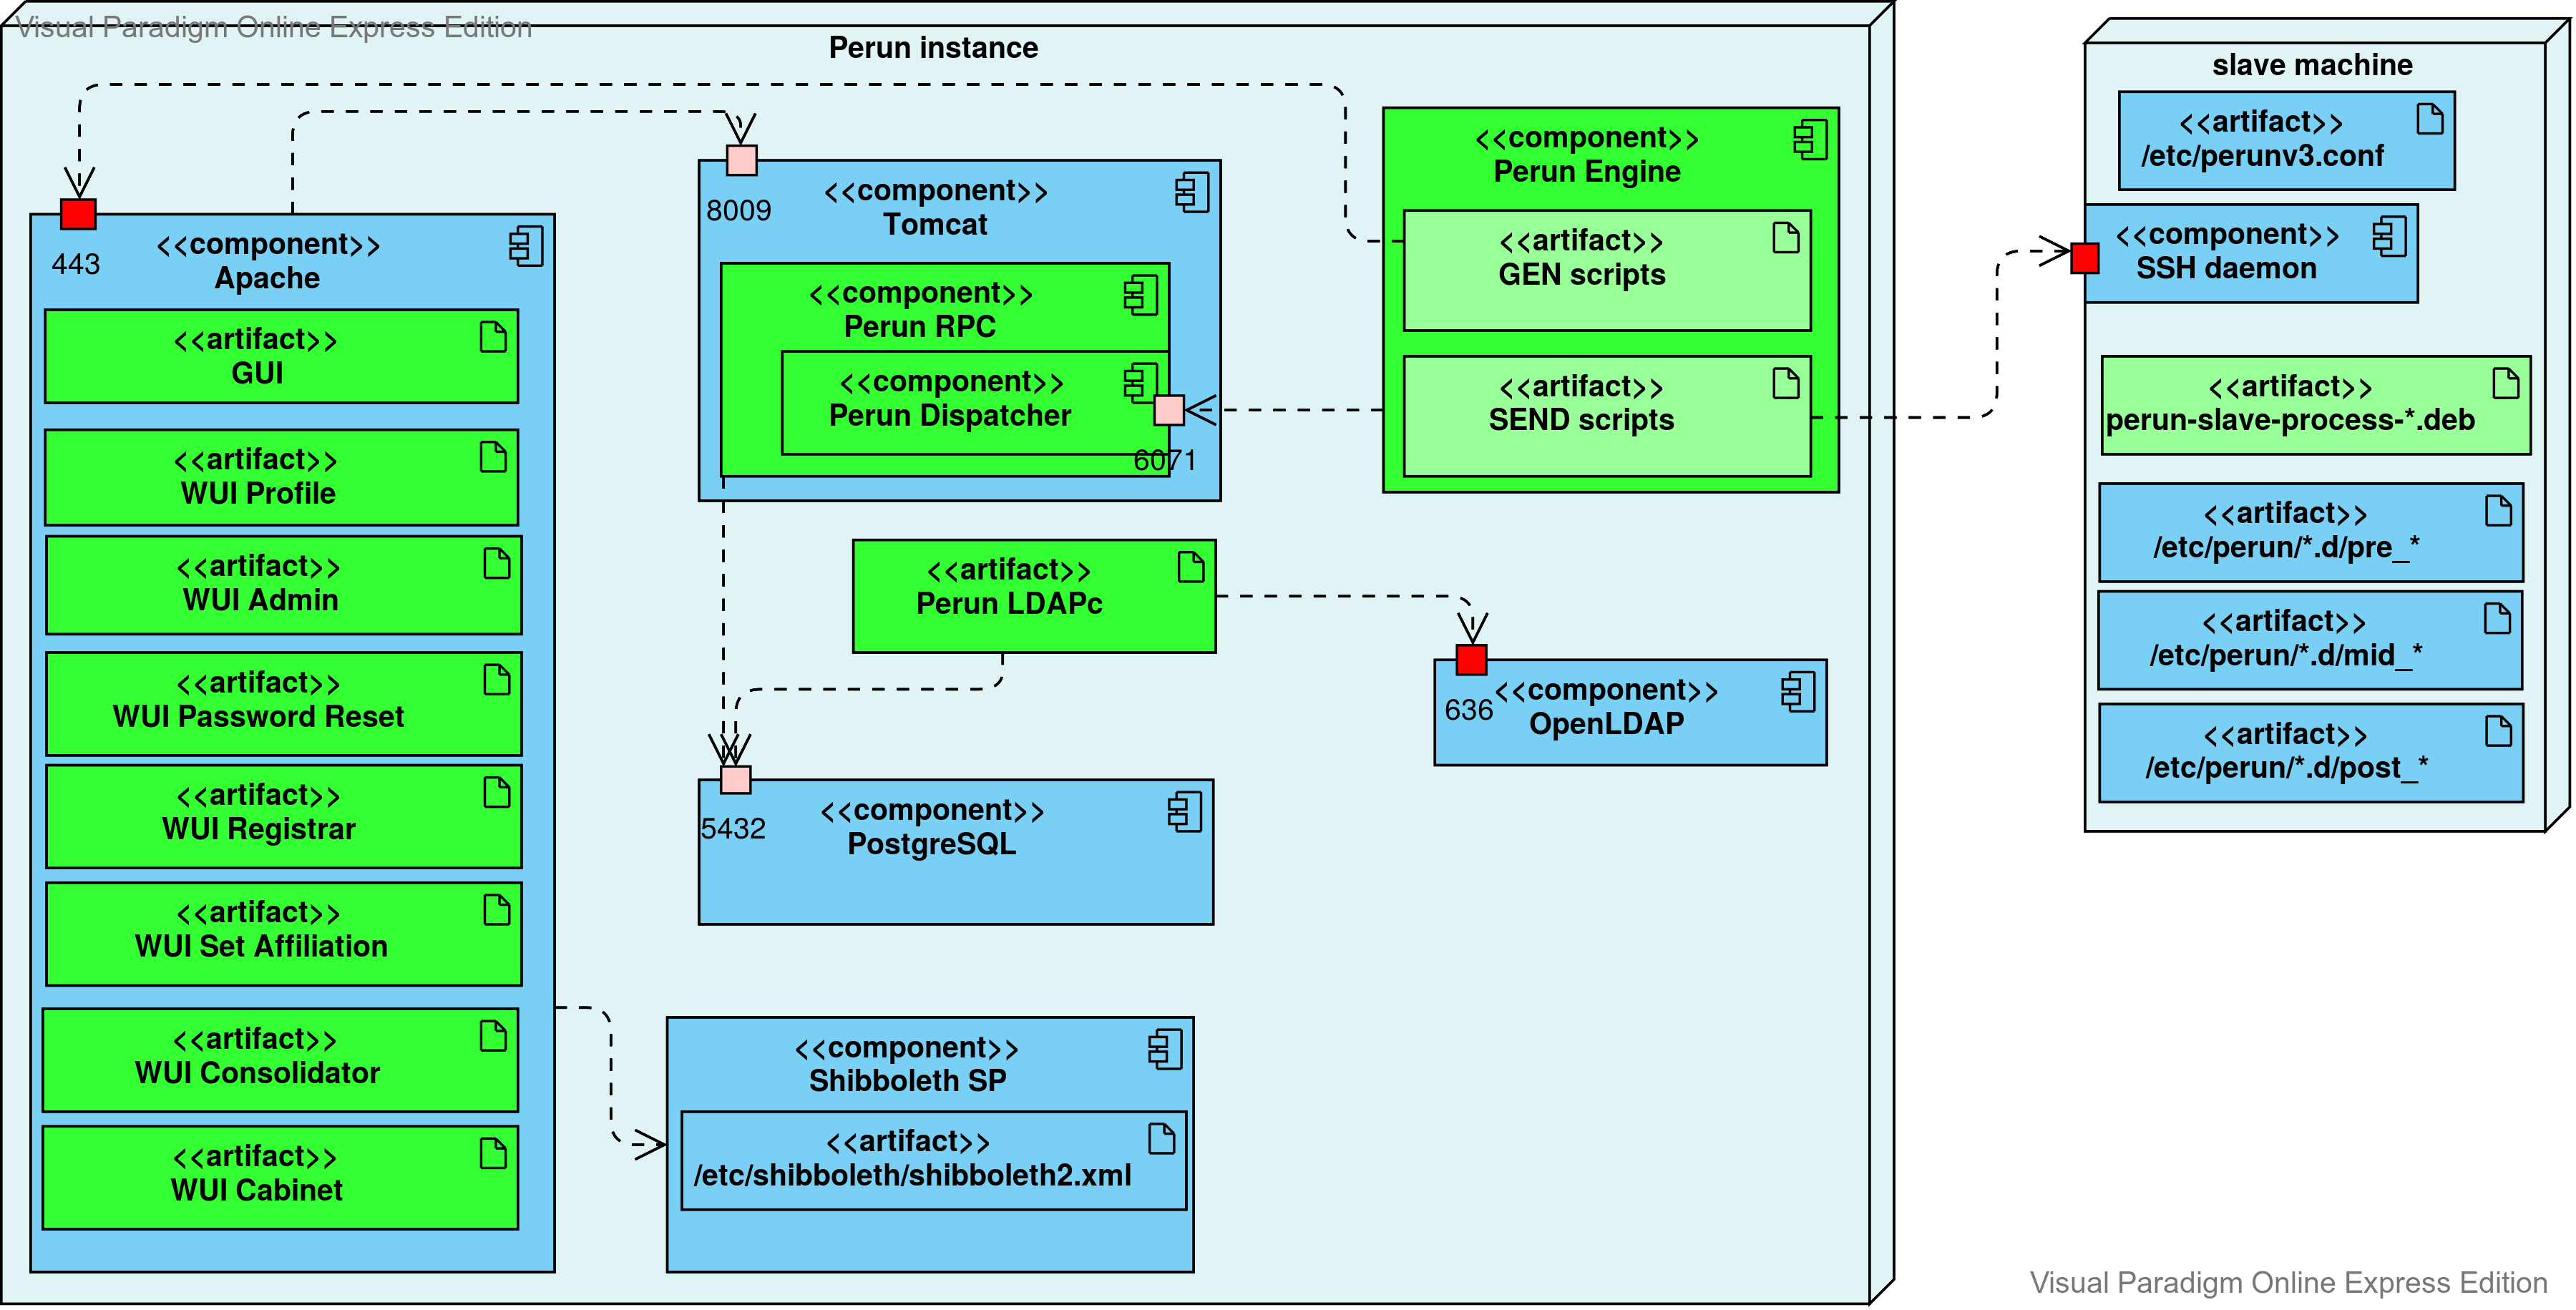 Visual Paradigm Online Express Edition
Perun instance
443
<<component>>
Apache
<<artifact>>
GUI
<<artifact>>
WUI Profile
<<artifact>>
WUI Admin
<<artifact>>
WUI Password Reset
<<artifact>>
WUI Registrar
<<artifact>>
WUI Set Affiliation
<<artifact>>
WUI Consolidator
<<artifact>>
WUI Cabinet
8009
<<component>>
Tomcat
<<component>>
Perun RPC
<<component>>
Perun Dispatcher
6071
<<component>>
Perun Engine
<<artifact>>
GEN scripts
<<artifact>>
SEND scripts
<<artifact>>
Perun LDAPc
636
<<component>>
OpenLDAP
5432
<<component>>
PostgreSQL
<<component>>
Shibboleth SP
<<artifact>>
/etc/shibboleth/shibboleth2.xml
slave machine
<<artifact>>
/etc/perunv3.conf
<<component>>
SSH daemon
<<artifact>>
perun-slave-process-*.deb
<<artifact>>
/etc/perun/*.d/pre_*
<<artifact>>
/etc/perun/*.d/mid_*
<<artifact>>
/etc/perun/*.d/post_*
Visual Paradigm Online Express Edition